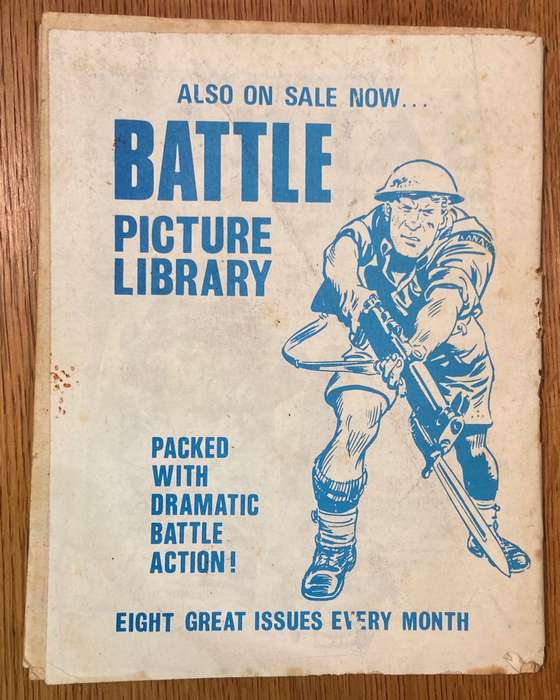 ALSO ON SALE NOW...
BATTLE
PICTURE
LIBRARY
PACKED
WITH
DRAMATIC
BATTLE
ACTION!
EIGHT GREAT ISSUES EVERY MONTH